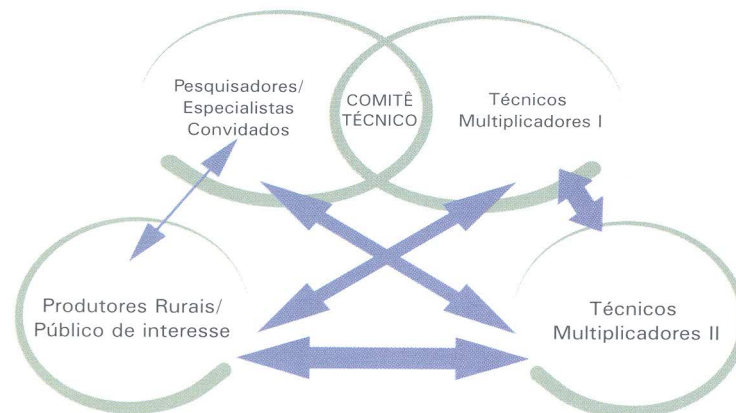 Pesquisadores/
Especialistas
Convidados
COMITÊ
TÉCNICO
Técnicos
Multiplicadores I
Produtores Rurais/
Público de interesse
Técnicos
Multiplicadores II